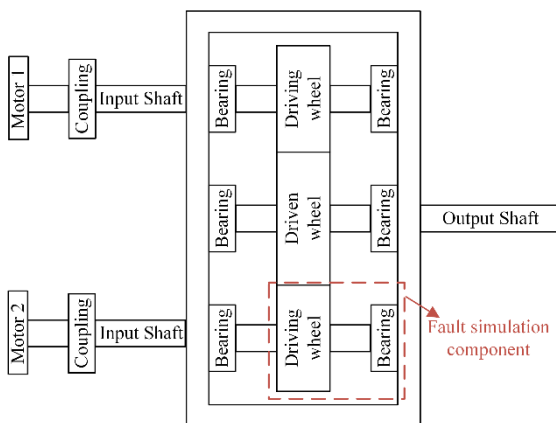 Motor 1
Coupling
Input Shaft
Bearing
Driving
wheel
Bearing
Bearing
Driven
wheel
Bearing
Output Shaft
Motor 2
Coupling
Input Shaft
Bearing
Driving
wheel
Bearing
Fault simulation
component